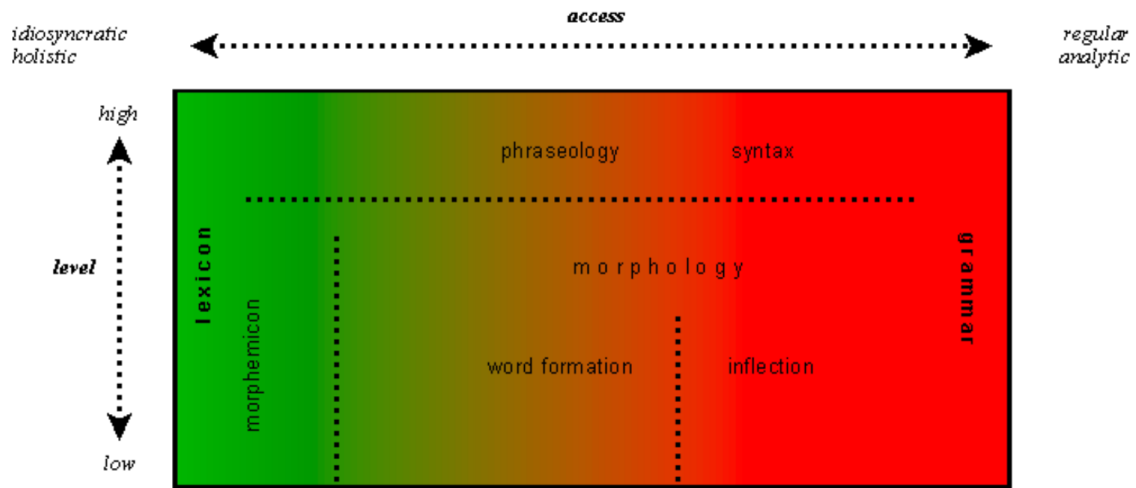 access
idiosyncratic
holistic
regular
analytic
high
phraseology
syntax
level
lexicon
morphology
grammar
morphemicon
word formation
inflection
low